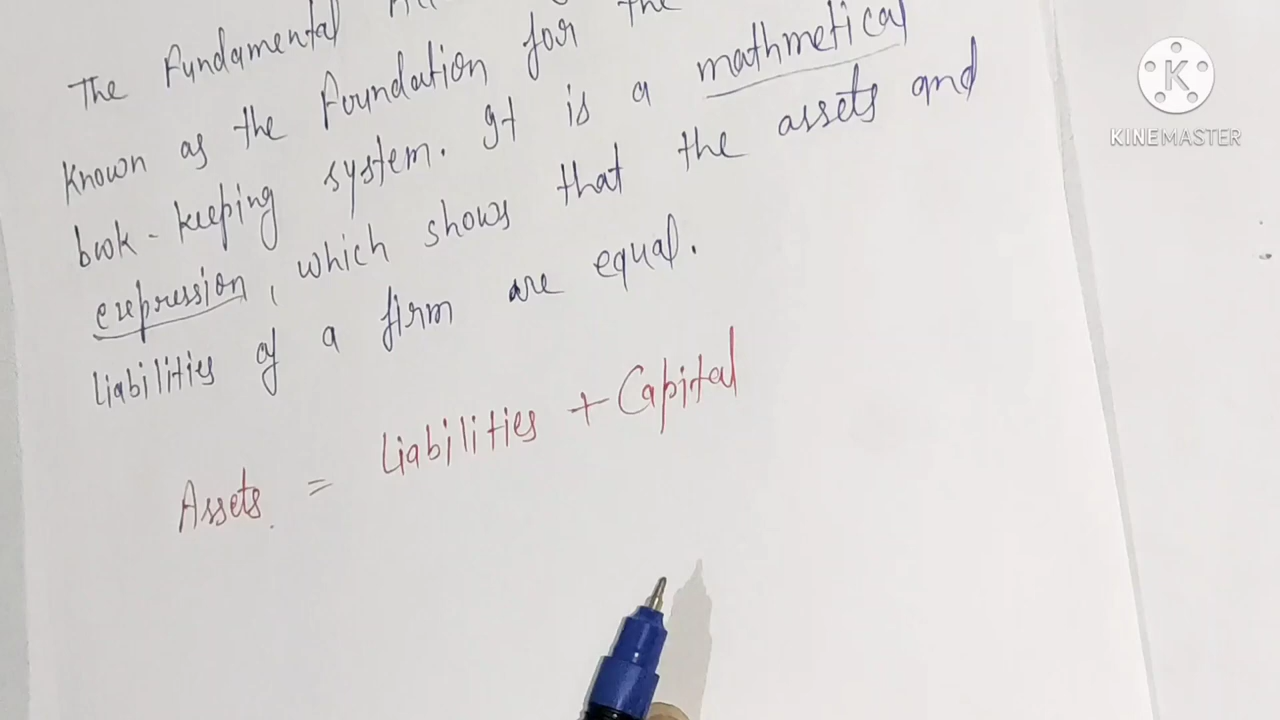 The Fundamental
known as the Foundation for the
book-keeping system. It is a mathmetical
expression, which shows that the assets and
liabilities of a firm are equal.
Assets = Liabilities + Capital
K
KINEMASTER